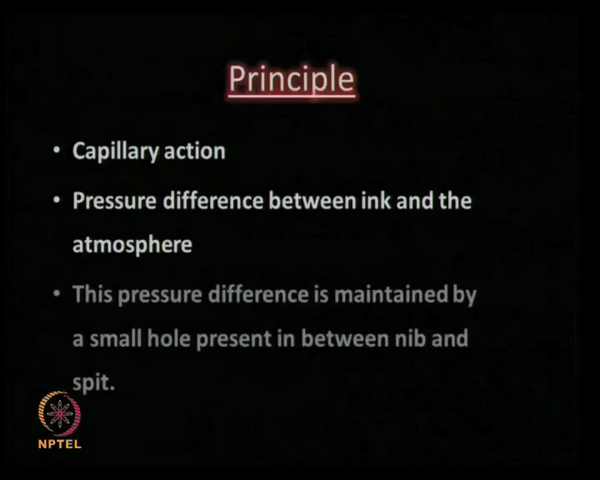 Principle
• Capillary action
• Pressure difference between ink and the
atmosphere
• This pressure difference is maintained by
a small hole present in between nib and
spit.
NPTEL